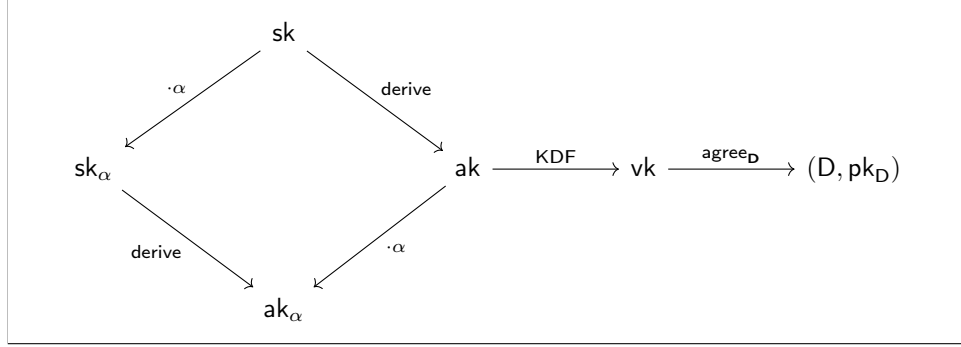 sk
·α
derive
sk_α
ak
KDF
vk
agree_D
(D, pk_D)
derive
·α
ak_α